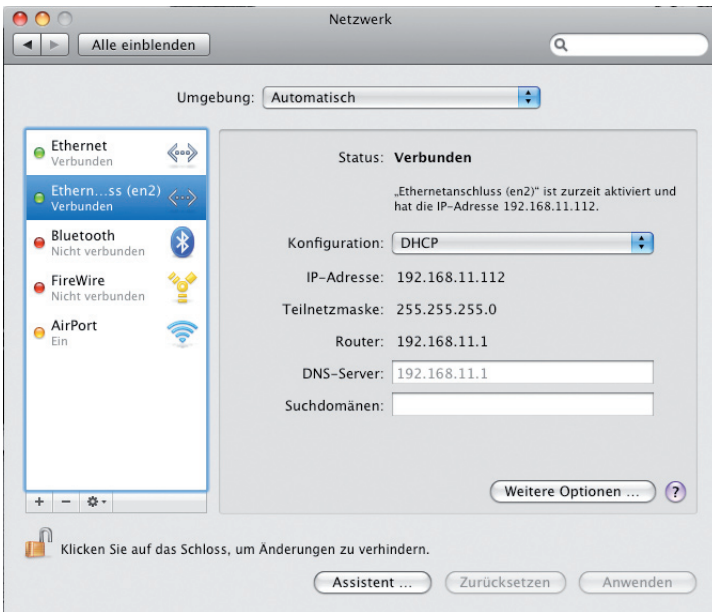 Netzwerk
Alle einblenden
Umgebung: Automatisch
Ethernet
Verbunden
Ethern...ss (en2)
Verbunden
Bluetooth
Nicht verbunden
FireWire
Nicht verbunden
AirPort
Ein
Status: Verbunden
„Ethernetanschluss (en2)“ ist zurzeit aktiviert und
hat die IP-Adresse 192.168.11.112.
Konfiguration: DHCP
IP-Adresse: 192.168.11.112
Teilnetzmaske: 255.255.255.0
Router: 192.168.11.1
DNS-Server: 192.168.11.1
Suchdomänen:
Weitere Optionen ... ?
Klicken Sie auf das Schloss, um Änderungen zu verhindern.
Assistent ... Zurücksetzen Anwenden